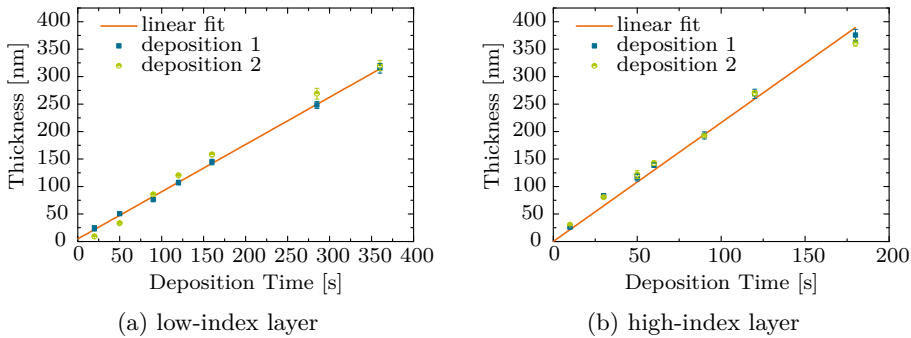 linear fit
deposition 1
deposition 2
Thickness [nm]
400
350
300
250
200
150
100
50
0
0 50 100 150 200 250 300 350 400
Deposition Time [s]
(a) low-index layer
linear fit
deposition 1
deposition 2
Thickness [nm]
400
350
300
250
200
150
100
50
0
0 50 100 150 200
Deposition Time [s]
(b) high-index layer